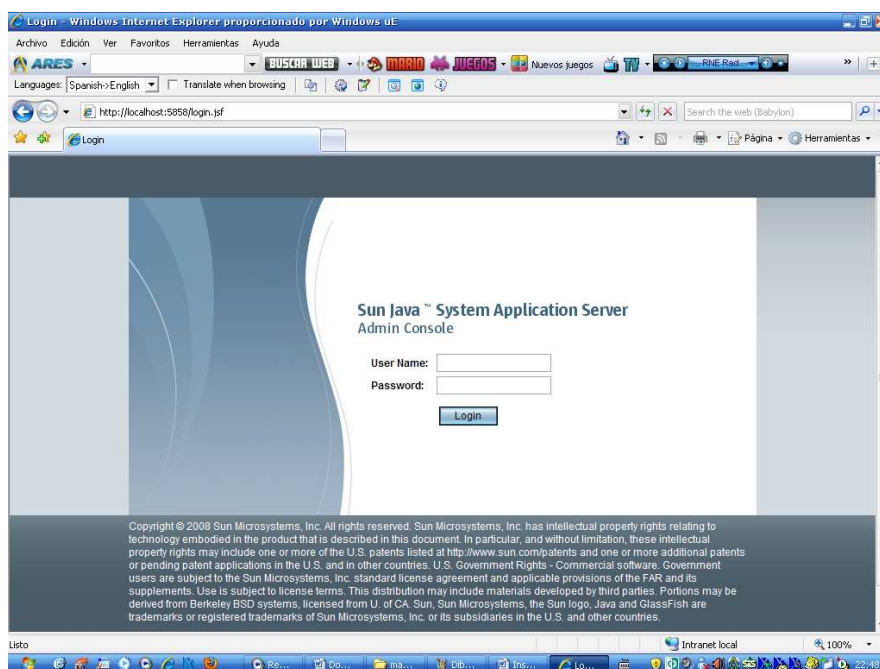 Login - Windows Internet Explorer proporcionado por Windows uE
Archivo Edición Ver Favoritos Herramientas Ayuda
ARES BUSCAR WEB MARIO JUEGOS Nuevos juegos TV RNE Rad...
Languages: Spanish->English Translate when browsing
http://localhost:5858/login.jsf Search the web (Babylon)
Login Página Herramientas
Sun Java ™ System Application Server
Admin Console
User Name:
Password:
Login
Copyright © 2008 Sun Microsystems, Inc. All rights reserved. Sun Microsystems, Inc. has intellectual property rights relating to
technology embodied in the product that is described in this document. In particular, and without limitation, these intellectual
property rights may include one or more of the U.S. patents listed at http://www.sun.com/patents and one or more additional patents
or pending patent applications in the U.S. and in other countries. U.S. Government Rights - Commercial software. Government
users are subject to the Sun Microsystems, Inc. standard license agreement and applicable provisions of the FAR and its
supplements. Use is subject to license terms. This distribution may include materials developed by third parties. Portions may be
derived from Berkeley BSD systems, licensed from U. of CA. Sun, Sun Microsystems, the Sun logo, Java and GlassFish are
trademarks or registered trademarks of Sun Microsystems, Inc. or its subsidiaries in the U.S. and other countries.
Listo Intranet local 100%
Re... Do... ma... Dib... Ins... Lo... 22:48